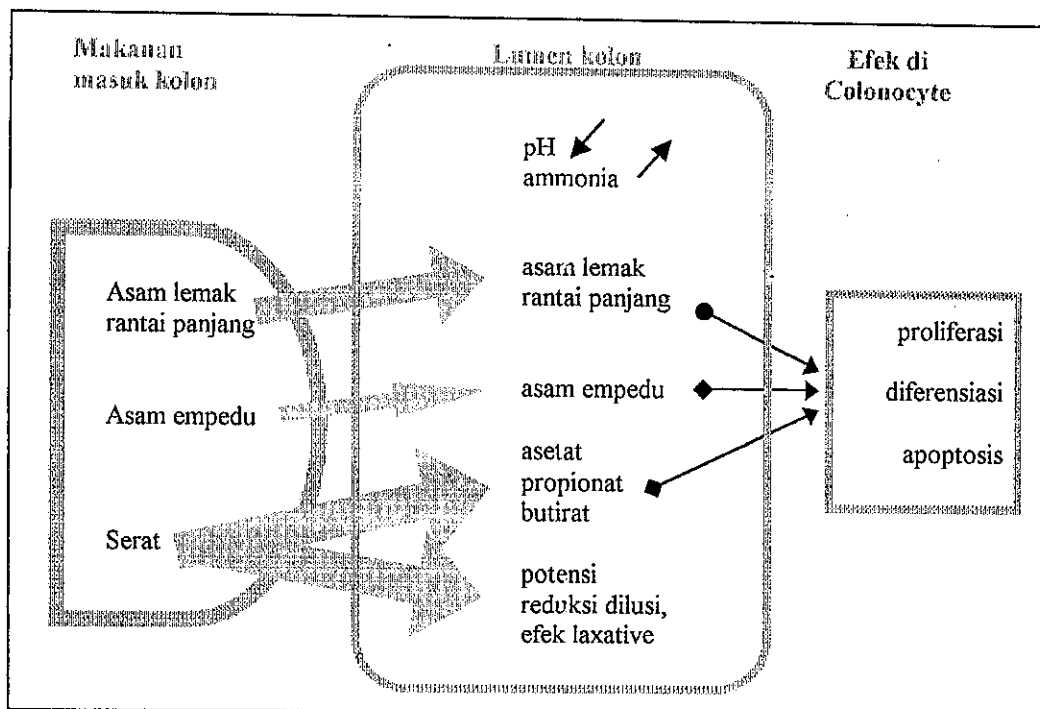 Makanan
masuk kolon
Lumen kolon
Efek di
Colonocyte
pH
ammonia
Asam lemak
rantai panjang
asam lemak
rantai panjang
Asam empedu
asam empedu
Serat
asetat
propionat
butirat
potensi
reduksi dilusi,
efek laxative
proliferasi
diferensiasi
apoptosis